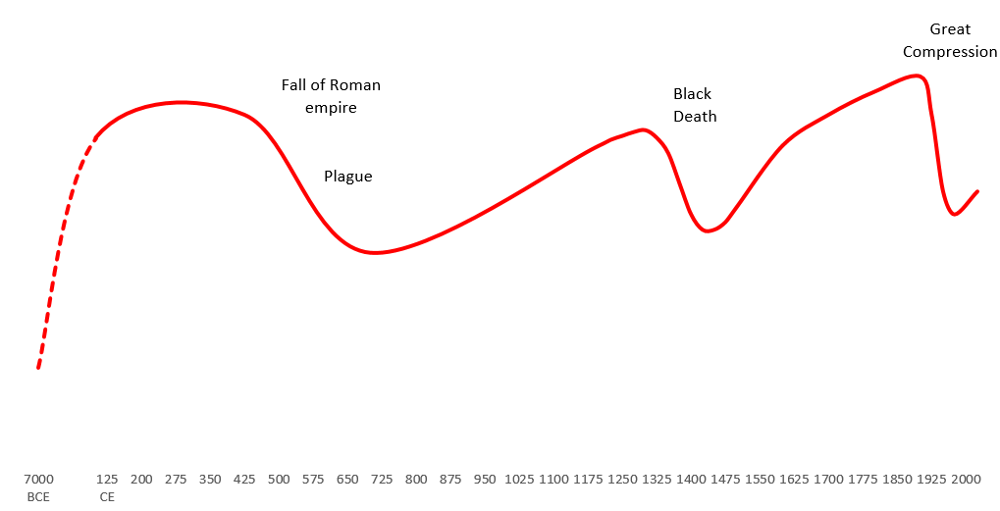 Great
Compression
Fall of Roman
empire
Black
Death
Plague
7000 125 200 275 350 425 500 575 650 725 800 875 950 1025 1100 1175 1250 1325 1400 1475 1550 1625 1700 1775 1850 1925 2000
BCE CE